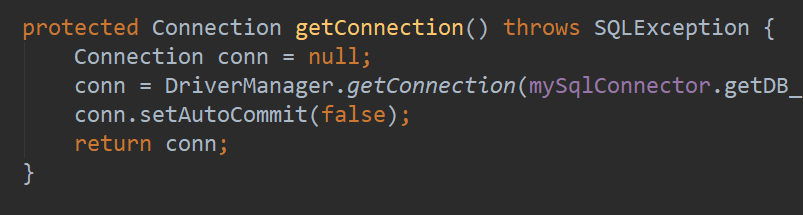 protected Connection getConnection() throws SQLException {
    Connection conn = null;
    conn = DriverManager.getConnection(mySqlConnector.getDB_
    conn.setAutoCommit(false);
    return conn;
}